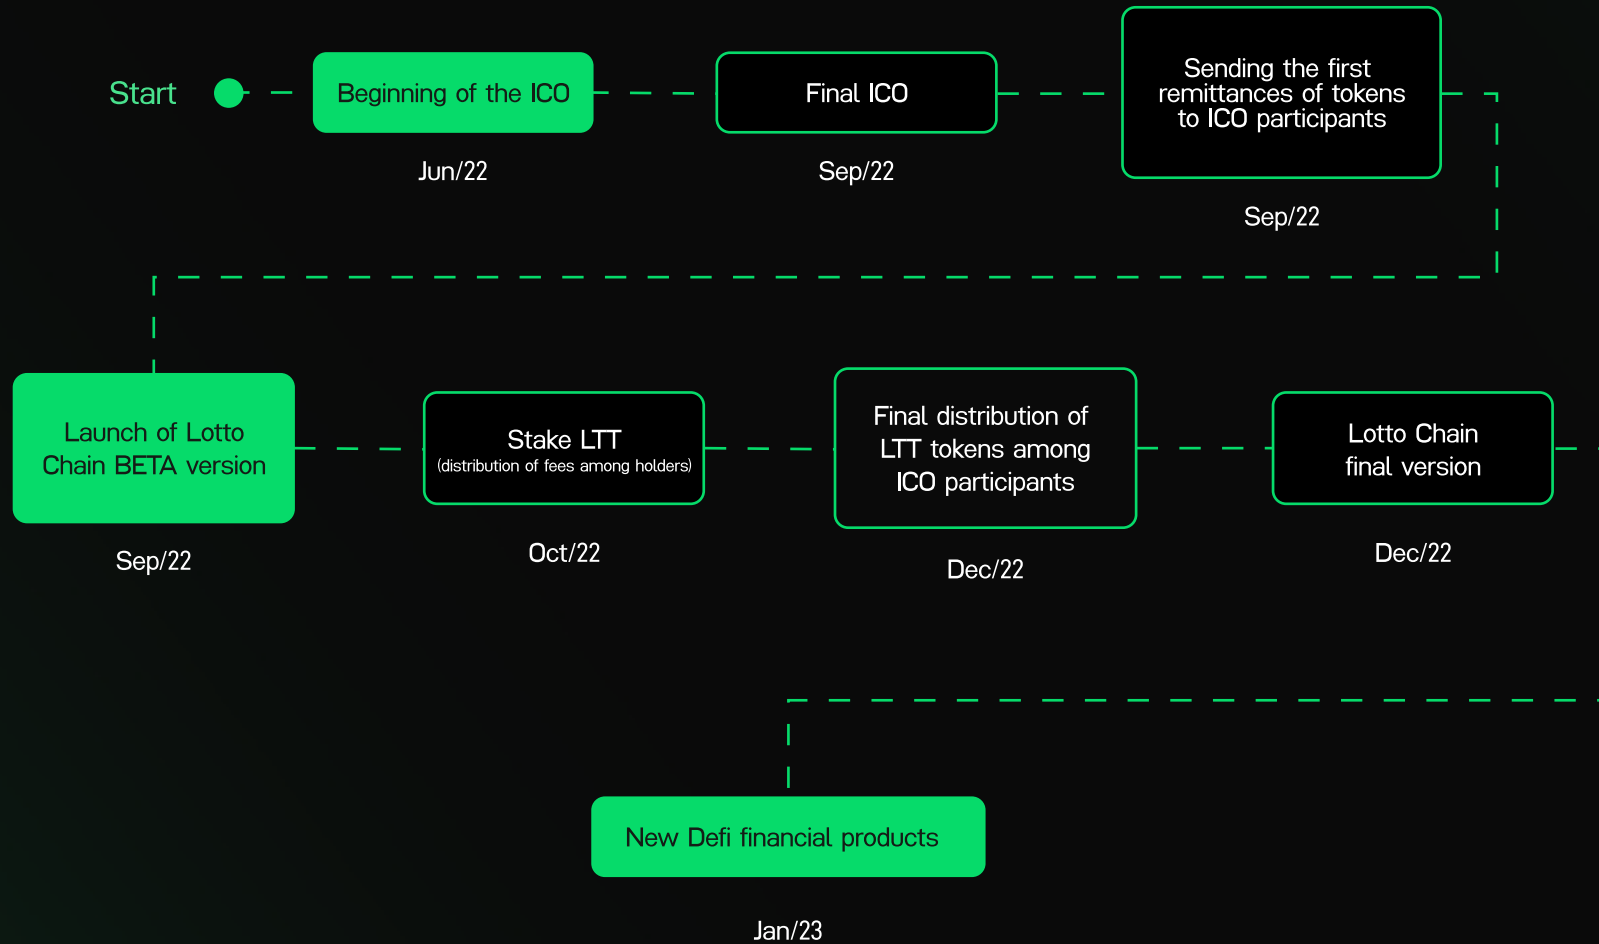 Start
Beginning of the ICO
Jun/22
Final ICO
Sep/22
Sending the first
remittances of tokens
to ICO participants
Sep/22
Launch of Lotto
Chain BETA version
Sep/22
Stake LTT
(distribution of fees among holders)
Oct/22
Final distribution of
LTT tokens among
ICO participants
Dec/22
Lotto Chain
final version
Dec/22
New Defi financial products
Jan/23